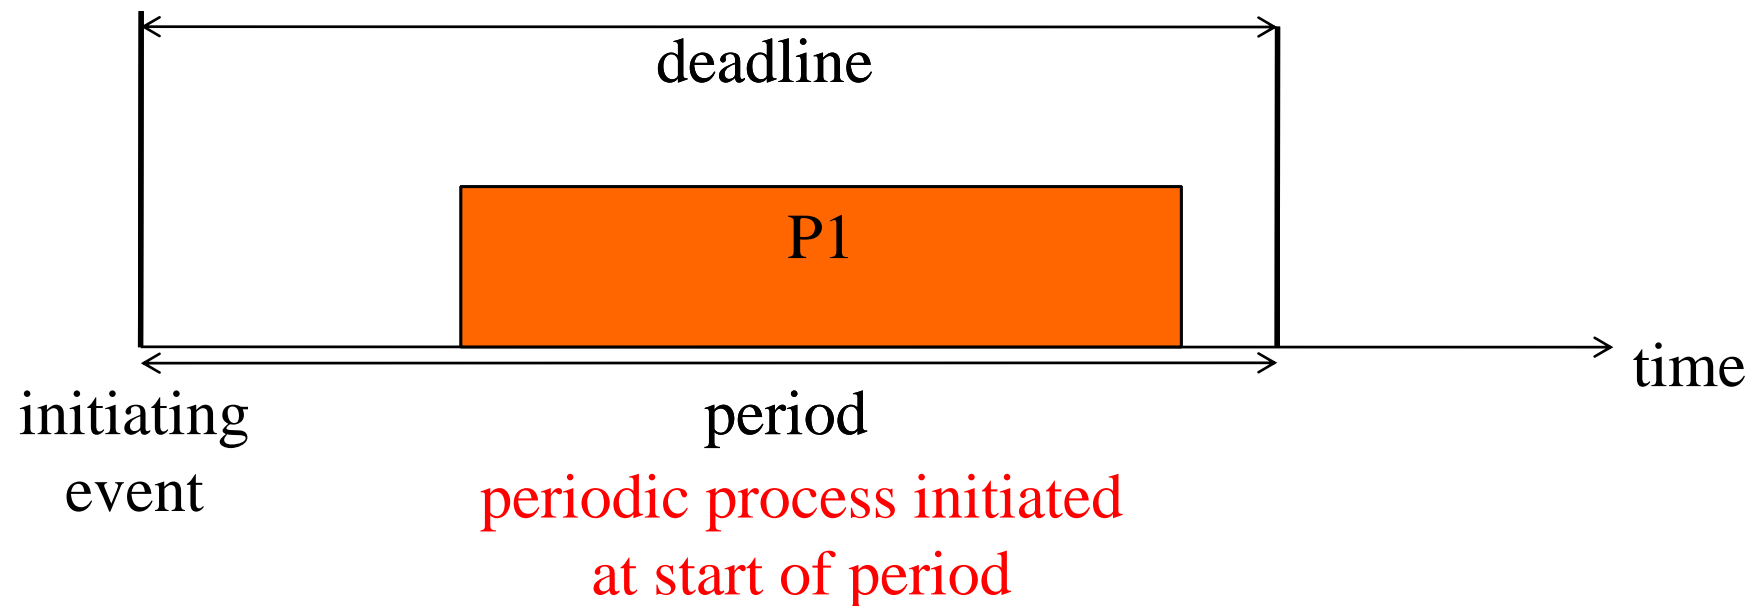 deadline
P1
time
initiating
event
period
periodic process initiated
at start of period